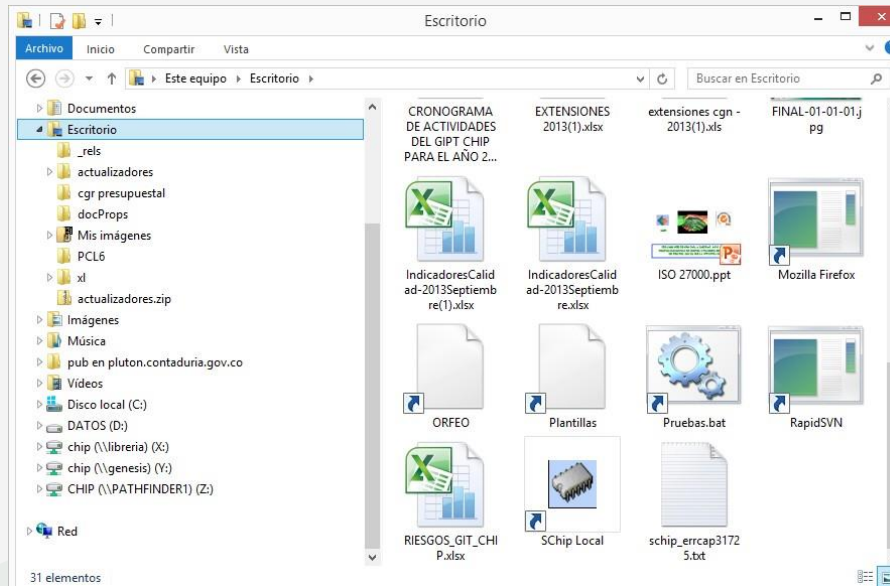 Escritorio
Archivo Inicio Compartir Vista
Este equipo Escritorio
Buscar en Escritorio
Documentos
Escritorio
_rels
actualizadores
cgr presupuestal
docProps
Mis imágenes
PCL6
xl
actualizadores.zip
Imágenes
Música
pub en pluton.contaduria.gov.co
Vídeos
Disco local (C:)
DATOS (D:)
chip (\\libreria) (X:)
chip (\\genesis) (Y:)
CHIP (\\PATHFINDER1) (Z:)
Red
CRONOGRAMA
DE ACTIVIDADES
DEL GIPT CHIP
PARA EL AÑO 2...
EXTENSIONES
2013(1).xlsx
extensiones cgn -
2013(1).xls
FINAL-01-01-01.j
pg
IndicadoresCalid
ad-2013Septiemb
re(1).xlsx
IndicadoresCalid
ad-2013Septiemb
re.xlsx
ISO 27000.ppt
Mozilla Firefox
ORFEO
Plantillas
Pruebas.bat
RapidSVN
RIESGOS_GIT_CHI
P.xlsx
SChip Local
schip_errcap3172
5.txt
31 elementos